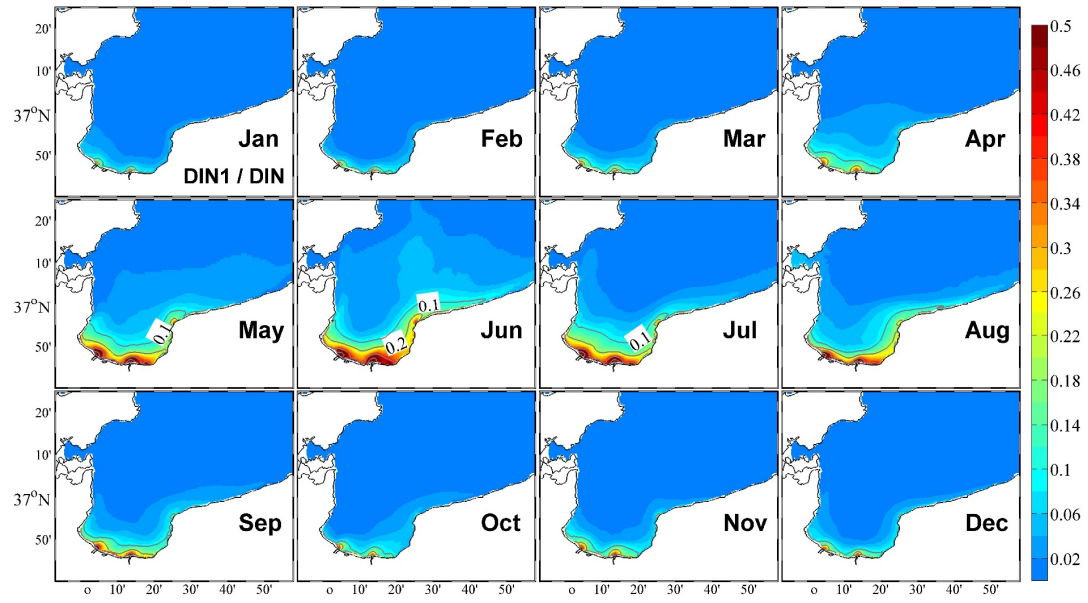 20' 0.5
10' Jan Feb Mar Apr 0.46
37°N 0.42
50' DIN1 / DIN 0.38
20' 0.34
10' 0.1 0.3
37°N May 0.1 Jun Jul Aug 0.26
50' 0.2 0.1 0.22
20' 0.18
10' 0.14
37°N Sep Oct Nov Dec 0.1
50' 0.06
0.02
o 10' 20' 30' 40' 50' o 10' 20' 30' 40' 50' o 10' 20' 30' 40' 50' o 10' 20' 30' 40' 50'